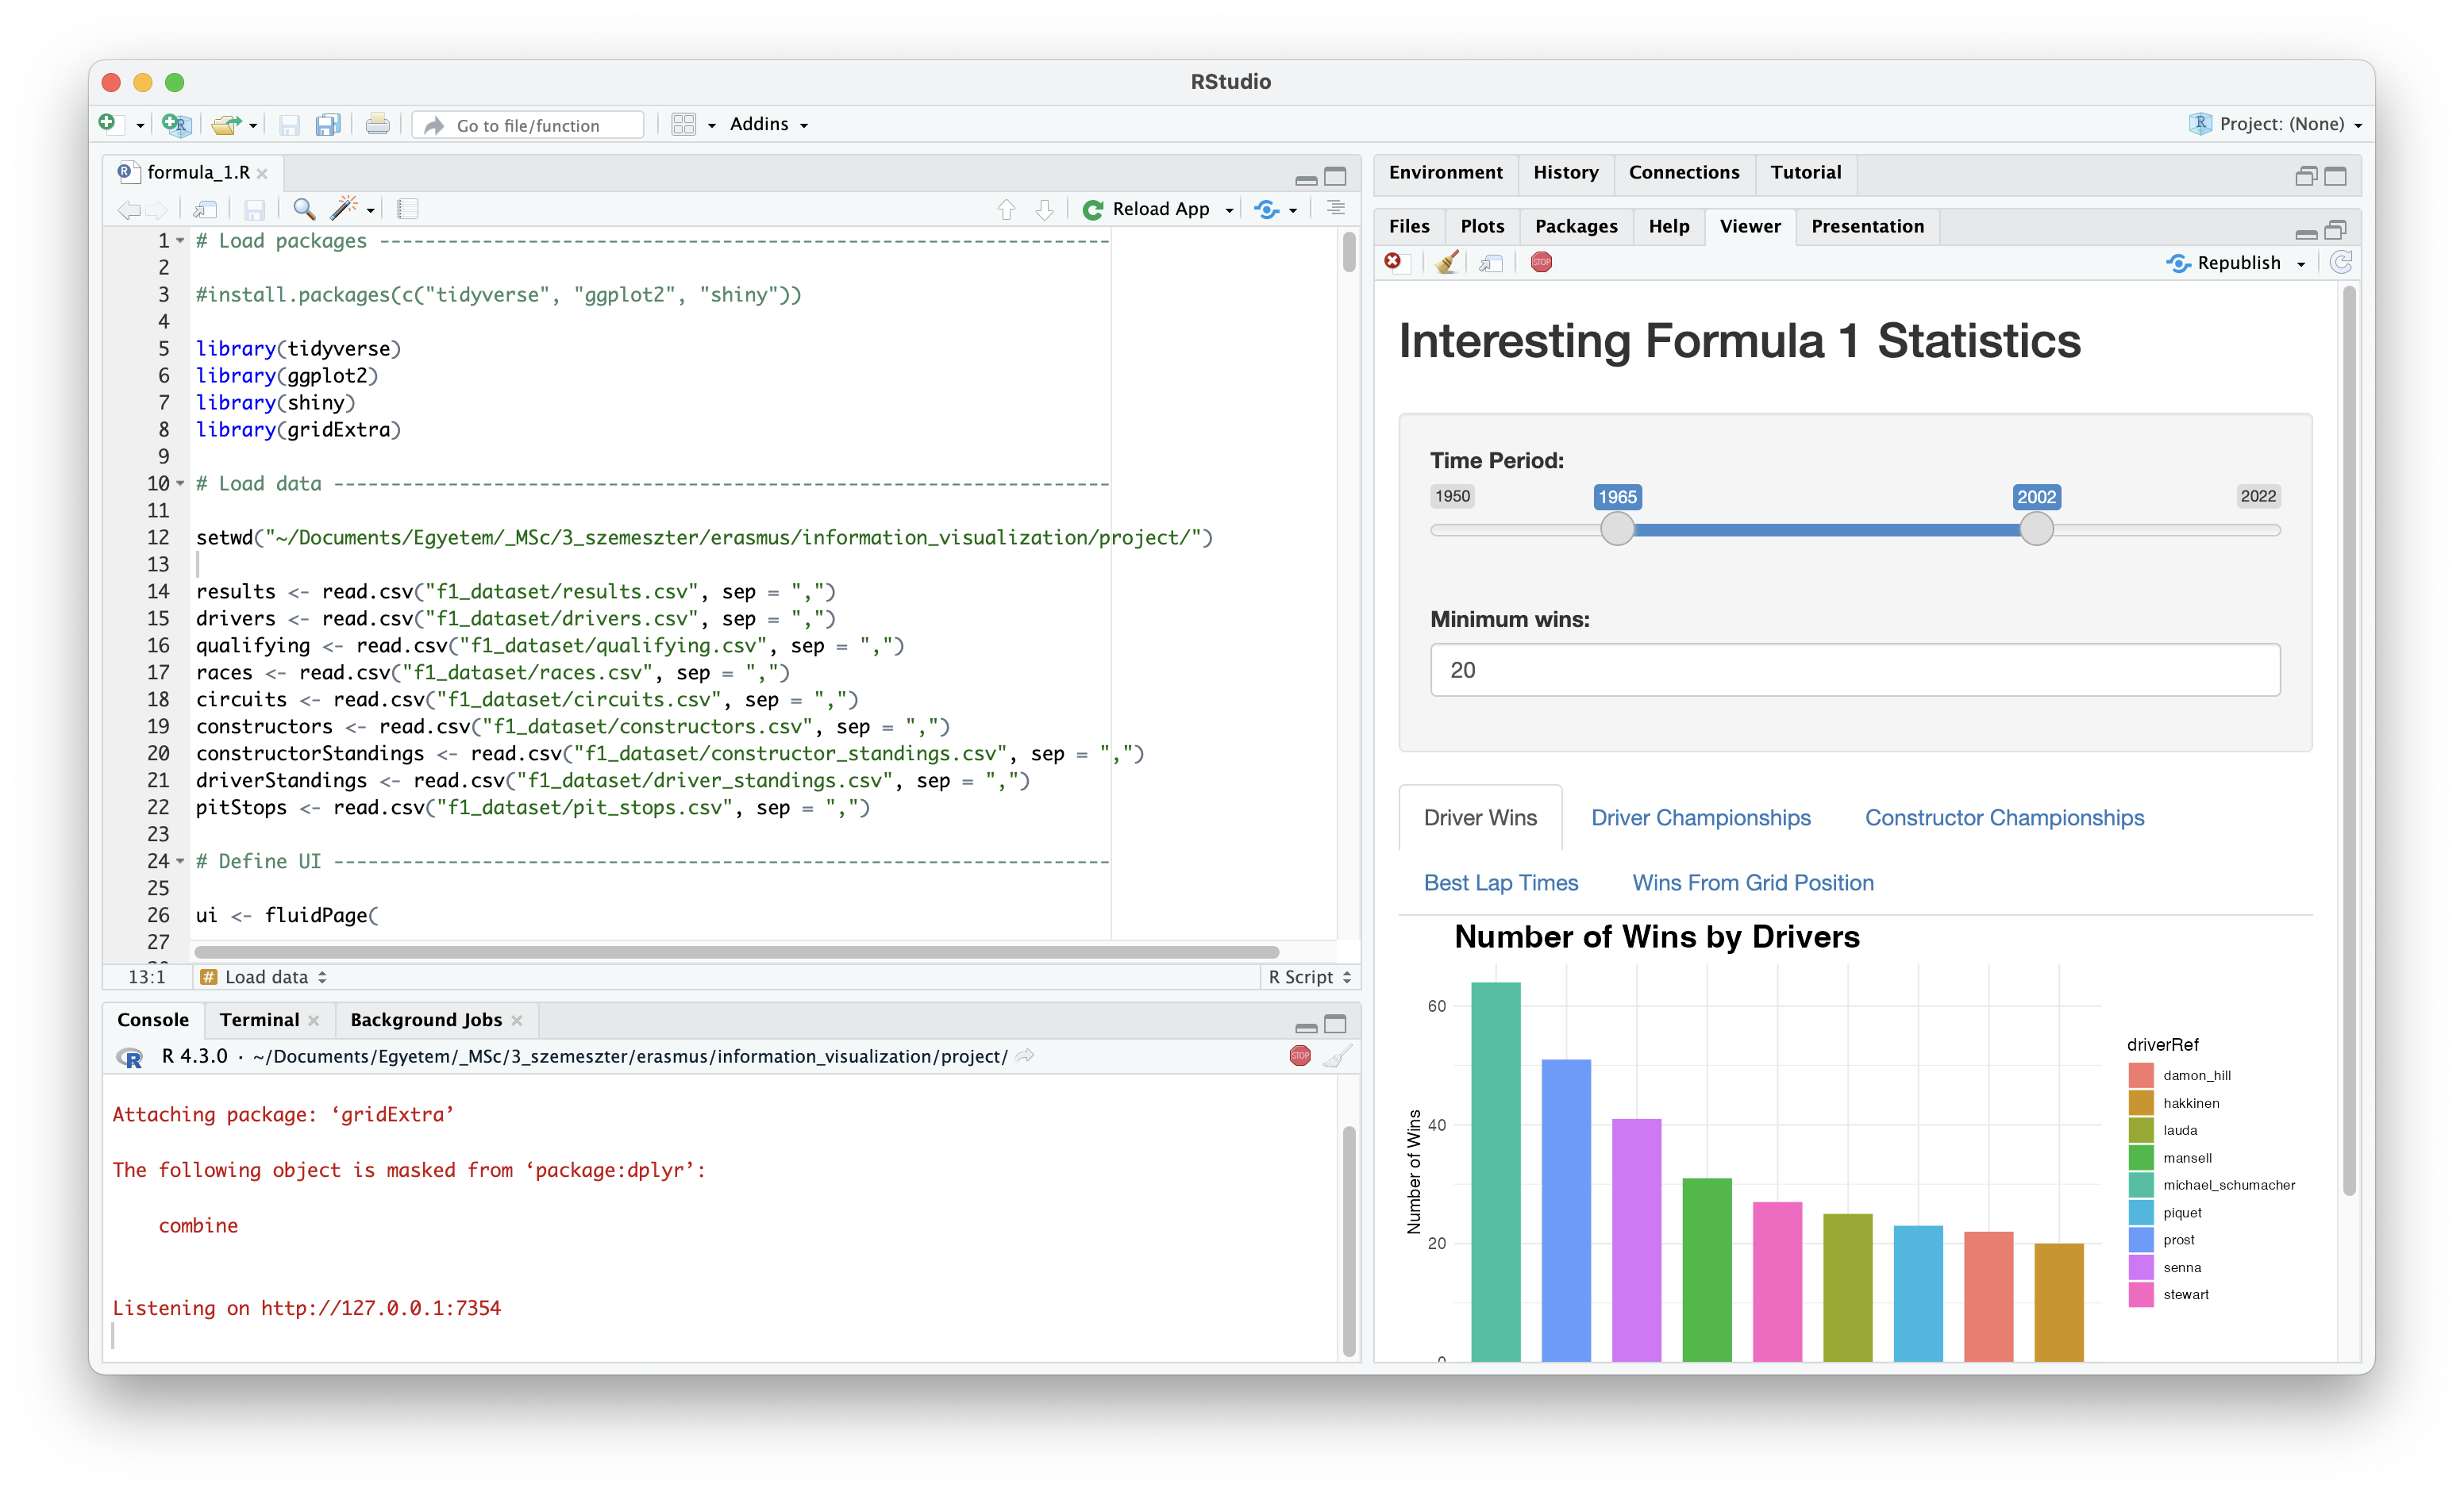 RStudio
Go to file/function
Addins
Project: (None)
formula_1.R
Reload App
1 # Load packages ----------------------------------------------------------------
2
3 #install.packages(c("tidyverse", "ggplot2", "shiny"))
4
5 library(tidyverse)
6 library(ggplot2)
7 library(shiny)
8 library(gridExtra)
9
10 # Load data --------------------------------------------------------------------
11
12 setwd("~/Documents/Egyetem/_MSc/3_szemeszter/erasmus/information_visualization/project/")
13
14 results <- read.csv("f1_dataset/results.csv", sep = ",")
15 drivers <- read.csv("f1_dataset/drivers.csv", sep = ",")
16 qualifying <- read.csv("f1_dataset/qualifying.csv", sep = ",")
17 races <- read.csv("f1_dataset/races.csv", sep = ",")
18 circuits <- read.csv("f1_dataset/circuits.csv", sep = ",")
19 constructors <- read.csv("f1_dataset/constructors.csv", sep = ",")
20 constructorStandings <- read.csv("f1_dataset/constructor_standings.csv", sep = ",")
21 driverStandings <- read.csv("f1_dataset/driver_standings.csv", sep = ",")
22 pitStops <- read.csv("f1_dataset/pit_stops.csv", sep = ",")
23
24 # Define UI --------------------------------------------------------------------
25
26 ui <- fluidPage(
27
13:1 # Load data R Script
Console Terminal Background Jobs
R 4.3.0 · ~/Documents/Egyetem/_MSc/3_szemeszter/erasmus/information_visualization/project/
STOP
Attaching package: ‘gridExtra’
The following object is masked from ‘package:dplyr’:
combine
Listening on http://127.0.0.1:7354
Environment History Connections Tutorial
Files Plots Packages Help Viewer Presentation
STOP
Republish
Interesting Formula 1 Statistics
Time Period:
1950 1965 2002 2022
Minimum wins:
20
Driver Wins Driver Championships Constructor Championships
Best Lap Times Wins From Grid Position
Number of Wins by Drivers
Number of Wins
60
40
20
0
driverRef
damon_hill
hakkinen
lauda
mansell
michael_schumacher
piquet
prost
senna
stewart